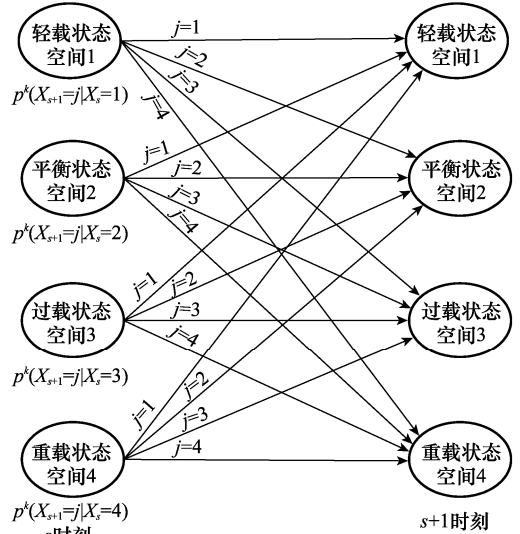 轻载状态
空间1
p^k(X_{s+1}=j|X_s=1)
j=1
j=2
j=3
j=4
轻载状态
空间1
平衡状态
空间2
p^k(X_{s+1}=j|X_s=2)
j=1
j=2
j=3
j=4
平衡状态
空间2
过载状态
空间3
p^k(X_{s+1}=j|X_s=3)
j=1
j=2
j=3
j=4
过载状态
空间3
重载状态
空间4
p^k(X_{s+1}=j|X_s=4)
j=1
j=2
j=3
j=4
重载状态
空间4
s+1时刻